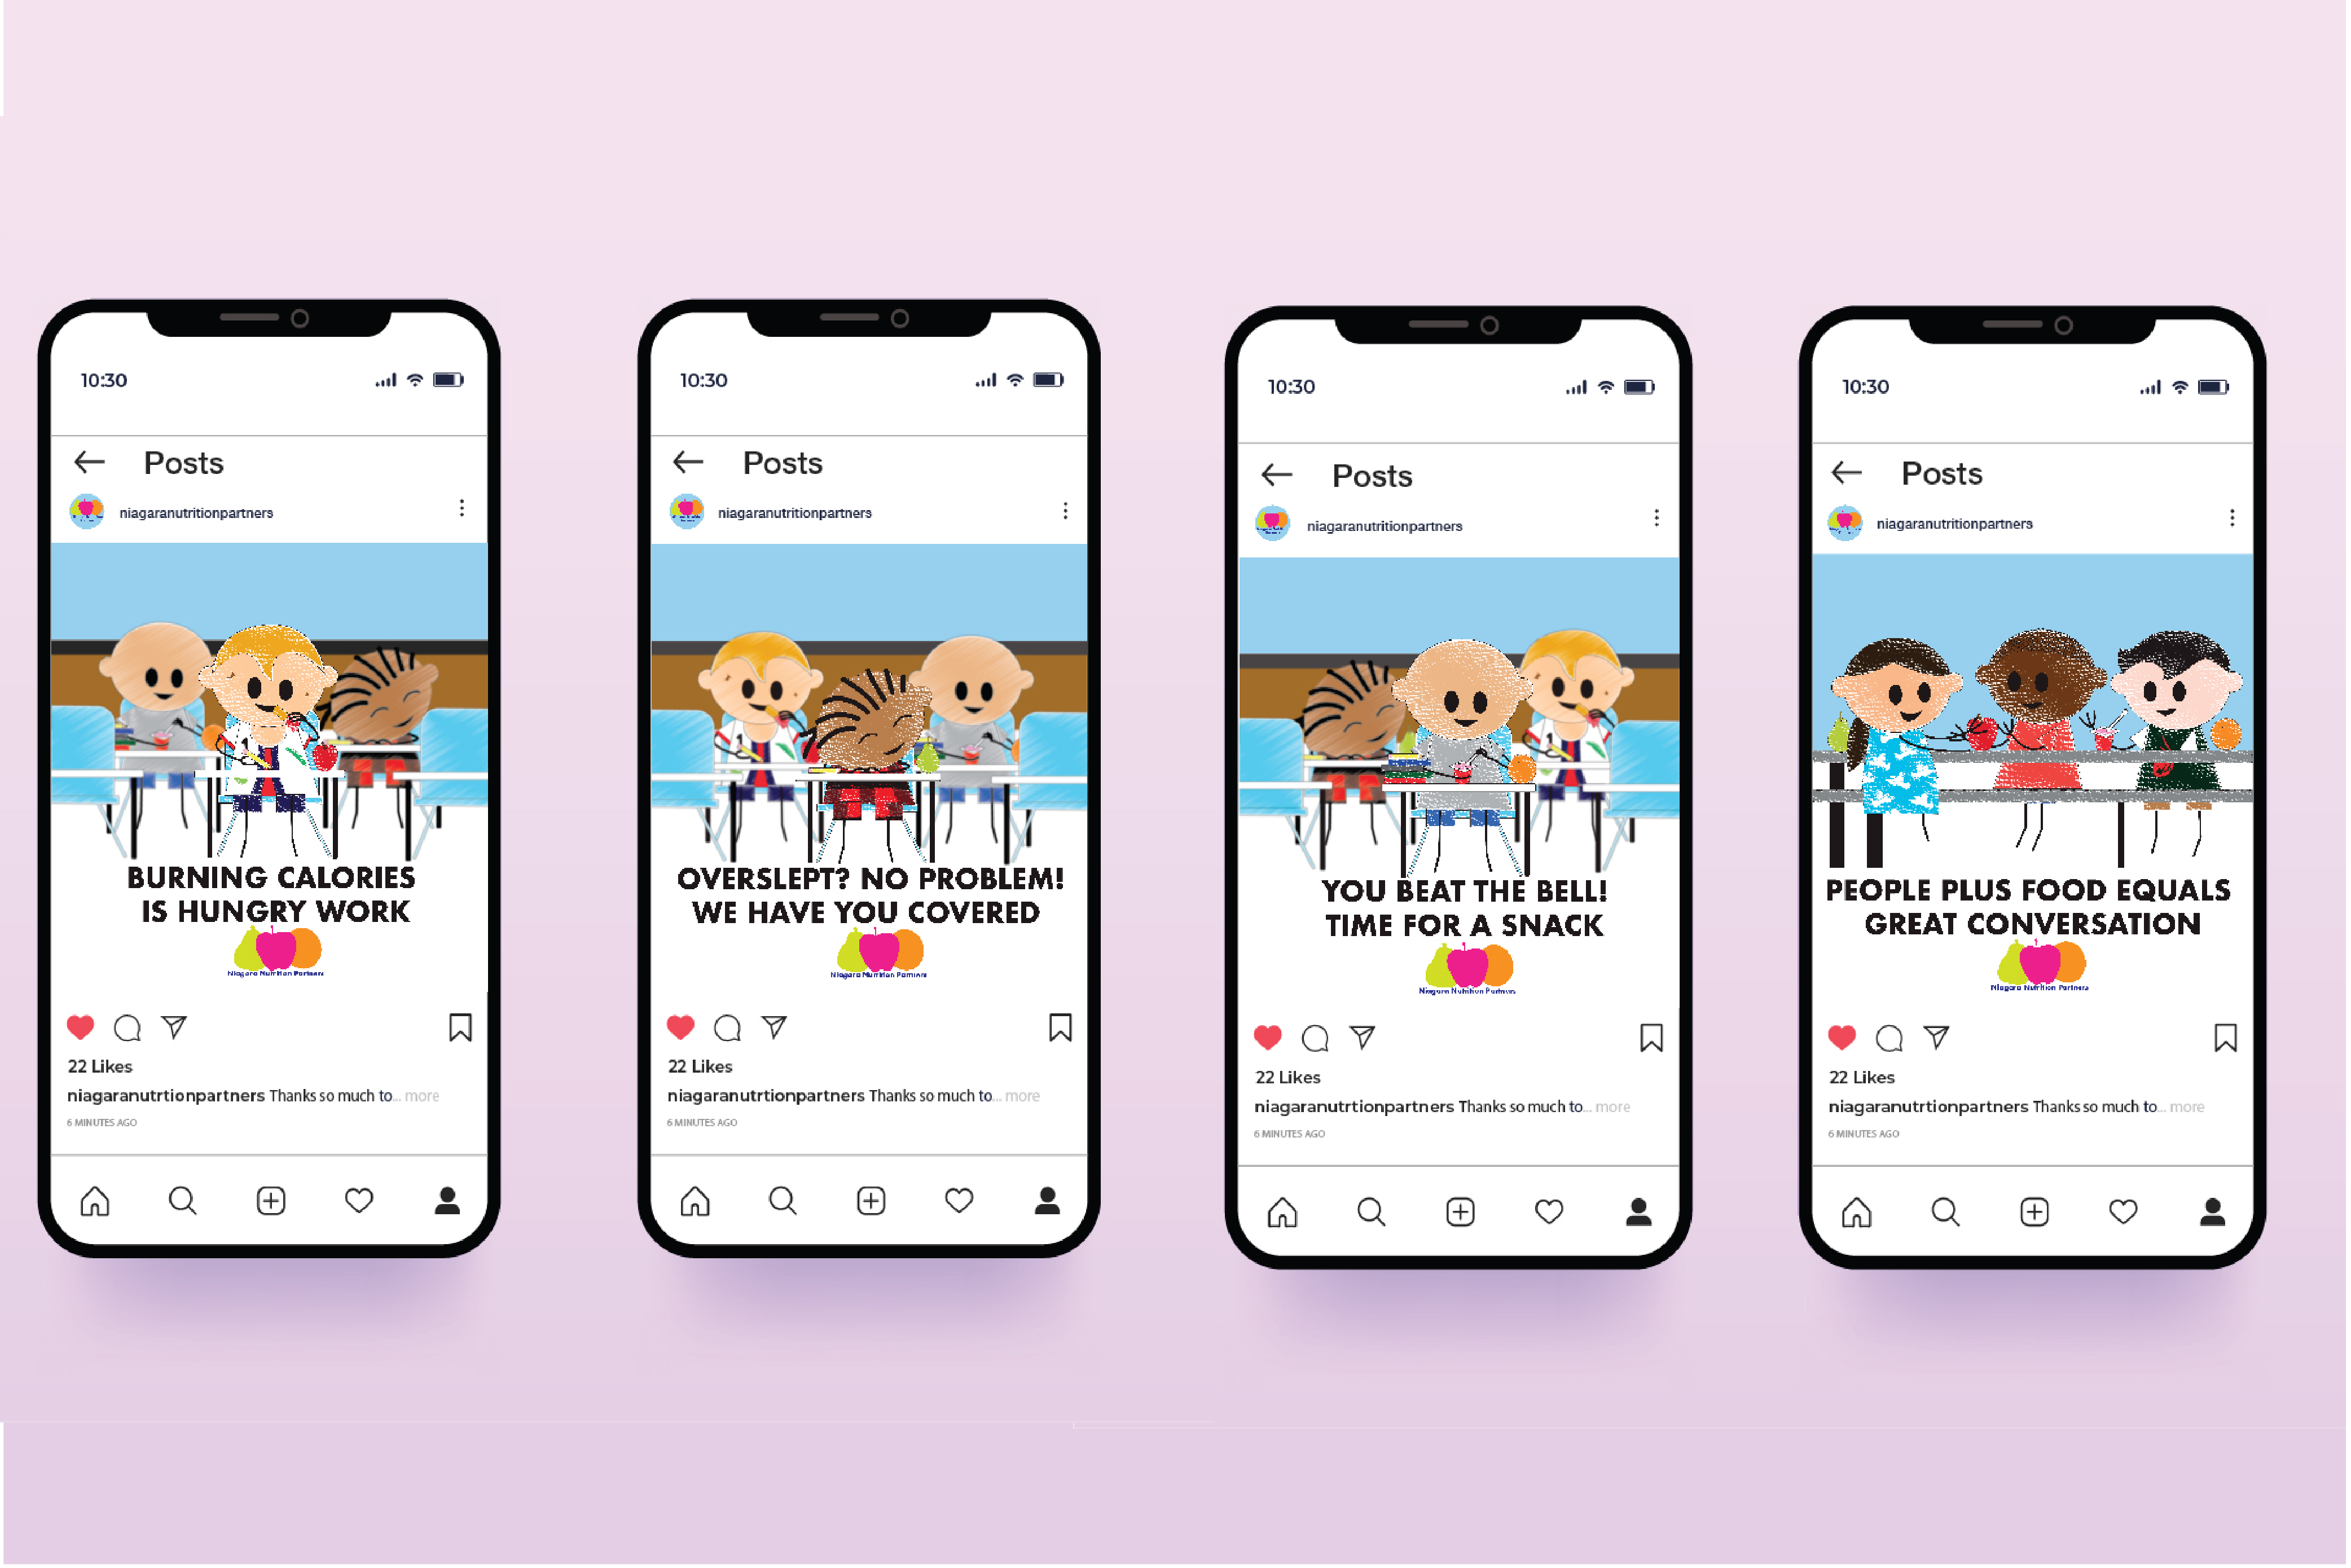 10:30
Posts
niagaranutritionpartners
BURNING CALORIES
IS HUNGRY WORK
Niagara Nutrition Partners
22 Likes
niagaranutrtionpartners Thanks so much to... more
6 MINUTES AGO
10:30
Posts
niagaranutritionpartners
OVERSLEPT? NO PROBLEM!
WE HAVE YOU COVERED
Niagara Nutrition Partners
22 Likes
niagaranutrtionpartners Thanks so much to... more
6 MINUTES AGO
10:30
Posts
niagaranutritionpartners
YOU BEAT THE BELL!
TIME FOR A SNACK
Niagara Nutrition Partners
22 Likes
niagaranutrtionpartners Thanks so much to... more
6 MINUTES AGO
10:30
Posts
niagaranutritionpartners
PEOPLE PLUS FOOD EQUALS
GREAT CONVERSATION
Niagara Nutrition Partners
22 Likes
niagaranutrtionpartners Thanks so much to... more
6 MINUTES AGO